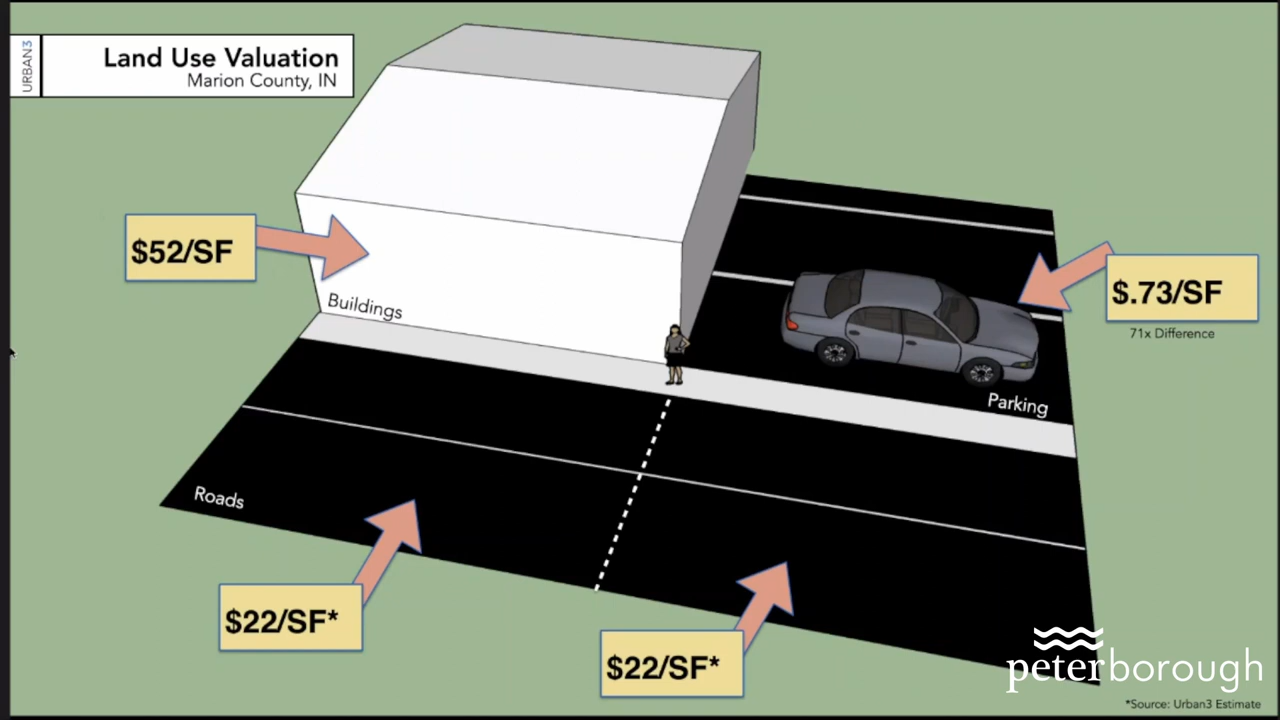 URBAN3
Land Use Valuation
Marion County, IN
$52/SF
Buildings
$.73/SF
71x Difference
Parking
Roads
$22/SF*
$22/SF*
peterborough
*Source: Urban3 Estimate